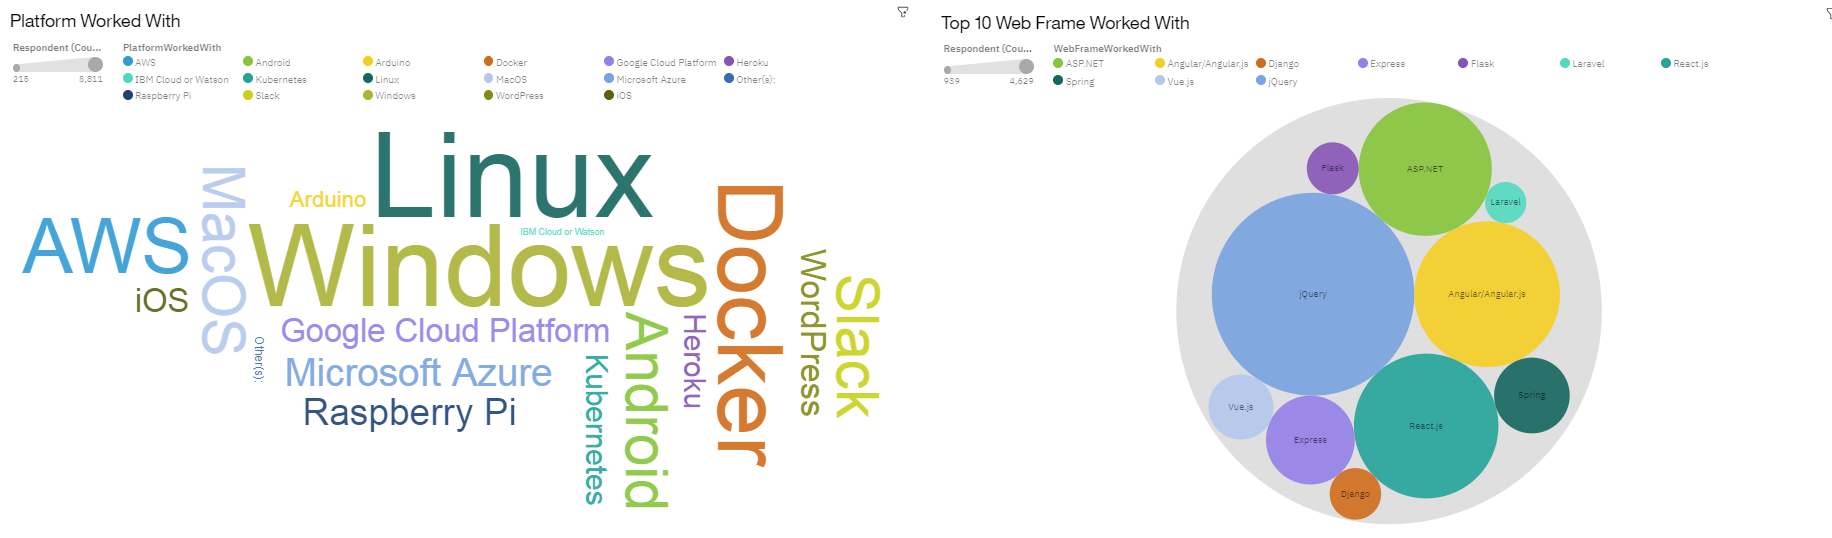 Platform Worked With
Respondent (Cou...
PlatformWorkedWith
215 5,811
AWS Android Arduino Docker Google Cloud Platform Heroku
IBM Cloud or Watson Kubernetes Linux MacOS Microsoft Azure Other(s):
Raspberry Pi Slack Windows WordPress iOS
Linux
MacOS
Arduino
Docker
AWS
IBM Cloud or Watson
Windows
WordPress
Slack
iOS
Google Cloud Platform
Android
Heroku
Other(s):
Microsoft Azure
Kubernetes
Raspberry Pi
Top 10 Web Frame Worked With
Respondent (Cou...
WebFrameWorkedWith
939 4,629
ASP.NET Angular/Angular.js Django Express Flask Laravel React.js
Spring Vue.js jQuery
Flask
ASP.NET
Laravel
jQuery
Angular/Angular.js
Spring
Vue.js
React.js
Express
Django